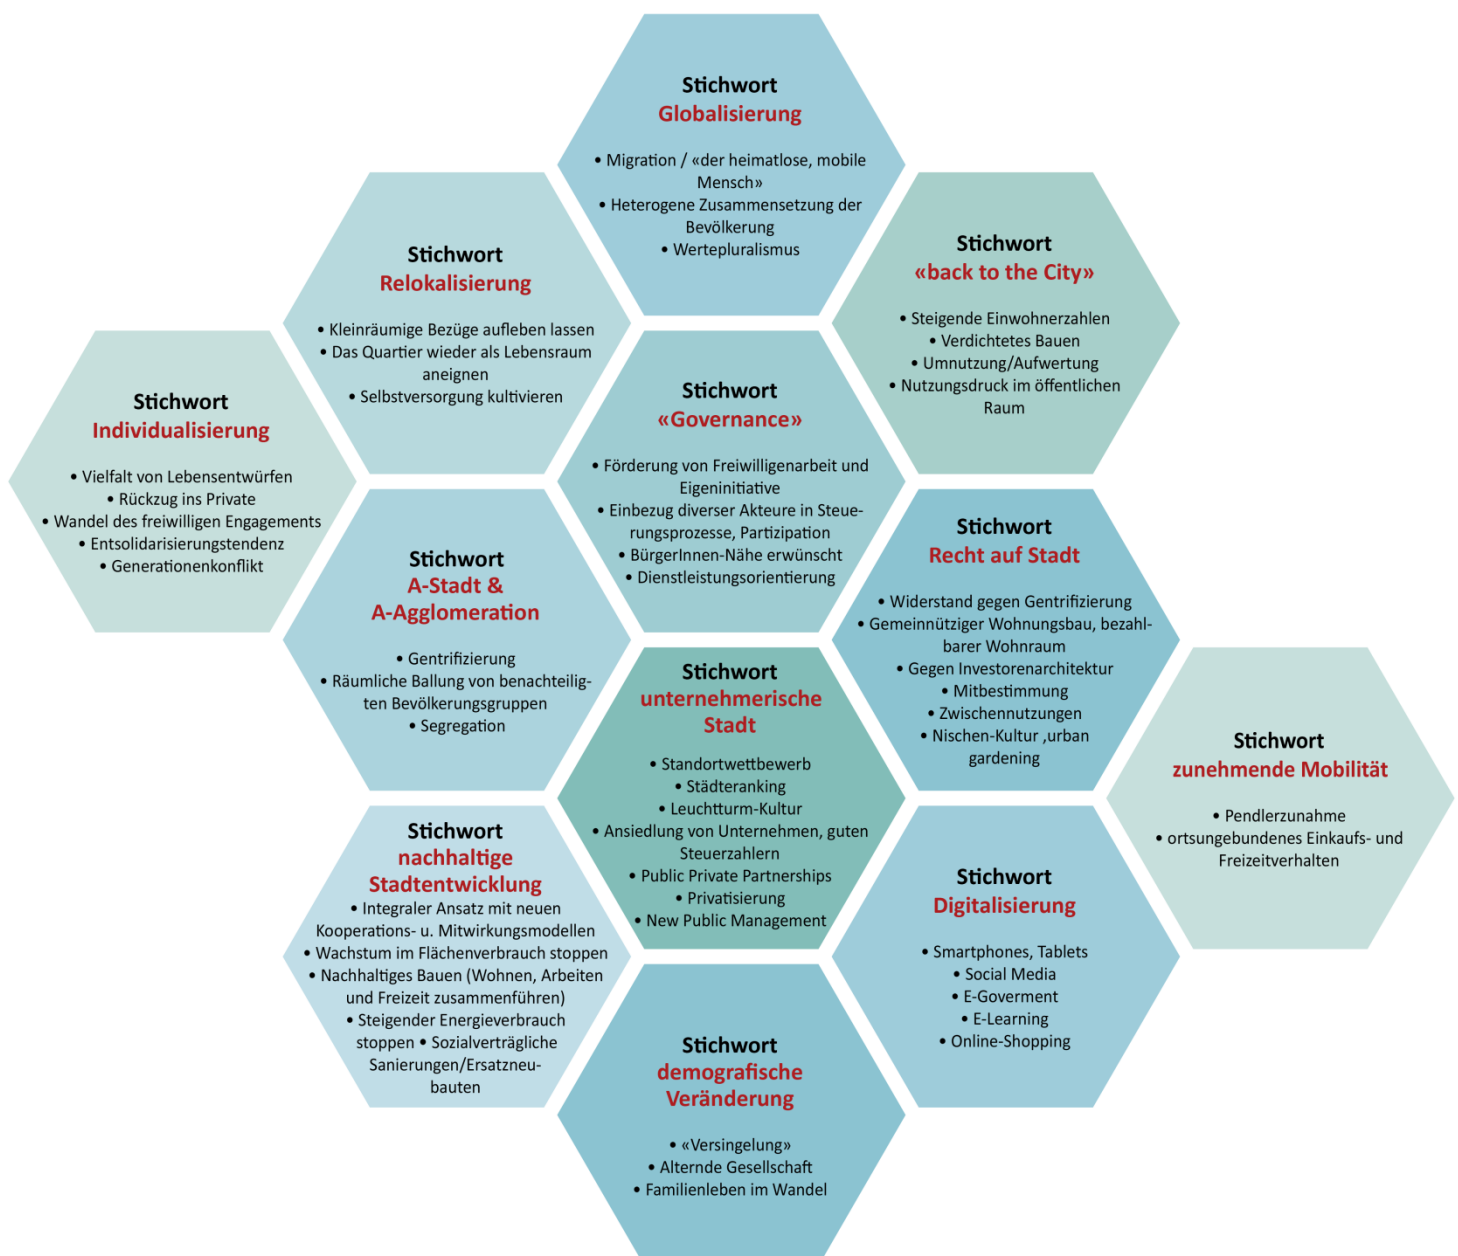 Stichwort
Globalisierung
• Migration / «der heimatlose, mobile
Mensch»
• Heterogene Zusammensetzung der
Bevölkerung
• Wertepluralismus
Stichwort
Relokalisierung
• Kleinräumige Bezüge aufleben lassen
• Das Quartier wieder als Lebensraum
aneignen
• Selbstversorgung kultivieren
Stichwort
«back to the City»
• Steigende Einwohnerzahlen
• Verdichtetes Bauen
• Umnutzung/Aufwertung
• Nutzungsdruck im öffentlichen
Raum
Stichwort
Individualisierung
• Vielfalt von Lebensentwürfen
• Rückzug ins Private
• Wandel des freiwilligen Engagements
• Entsolidarisierungstendenz
• Generationenkonflikt
Stichwort
«Governance»
• Förderung von Freiwilligenarbeit und
Eigeninitiative
• Einbezug diverser Akteure in Steue-
rungsprozesse, Partizipation
• BürgerInnen-Nähe erwünscht
• Dienstleistungsorientierung
Stichwort
A-Stadt &
A-Agglomeration
• Gentrifizierung
• Räumliche Ballung von benachteilig-
ten Bevölkerungsgruppen
• Segregation
Stichwort
Recht auf Stadt
• Widerstand gegen Gentrifizierung
• Gemeinnütziger Wohnungsbau, bezahl-
barer Wohnraum
• Gegen Investorenarchitektur
• Mitbestimmung
• Zwischennutzungen
• Nischen-Kultur ,urban
gardening
Stichwort
unternehmerische
Stadt
• Standortwettbewerb
• Städteranking
• Leuchtturm-Kultur
• Ansiedlung von Unternehmen, guten
Steuerzahlern
• Public Private Partnerships
• Privatisierung
• New Public Management
Stichwort
zunehmende Mobilität
• Pendlerzunahme
• ortsungebundenes Einkaufs- und
Freizeitverhalten
Stichwort
nachhaltige
Stadtentwicklung
• Integraler Ansatz mit neuen
Kooperations- u. Mitwirkungsmodellen
• Wachstum im Flächenverbrauch stoppen
• Nachhaltiges Bauen (Wohnen, Arbeiten
und Freizeit zusammenführen)
• Steigender Energieverbrauch
stoppen • Sozialverträgliche
Sanierungen/Ersatzneu-
bauten
Stichwort
Digitalisierung
• Smartphones, Tablets
• Social Media
• E-Goverment
• E-Learning
• Online-Shopping
Stichwort
demografische
Veränderung
• «Versingelung»
• Alternde Gesellschaft
• Familienleben im Wandel